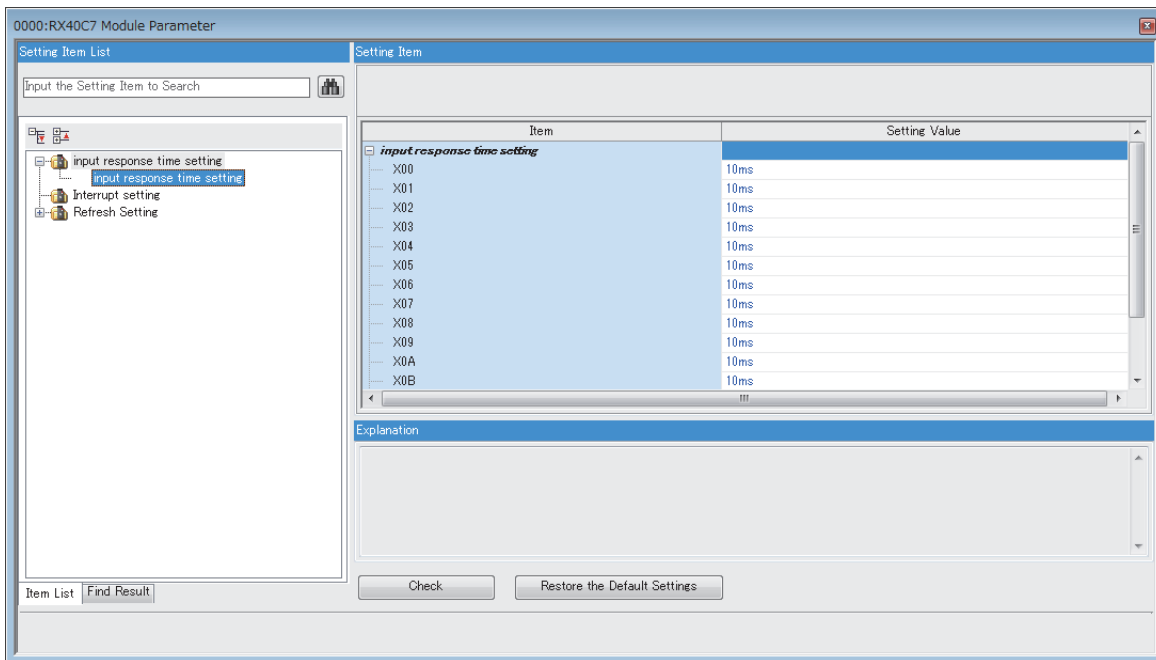 0000:RX40C7 Module Parameter
Setting Item List
Input the Setting Item to Search
input response time setting
input response time setting
Interrupt setting
Refresh Setting
Item List Find Result
Setting Item
Item Setting Value
input response time setting
X00 10ms
X01 10ms
X02 10ms
X03 10ms
X04 10ms
X05 10ms
X06 10ms
X07 10ms
X08 10ms
X09 10ms
X0A 10ms
X0B 10ms
Explanation
Check Restore the Default Settings